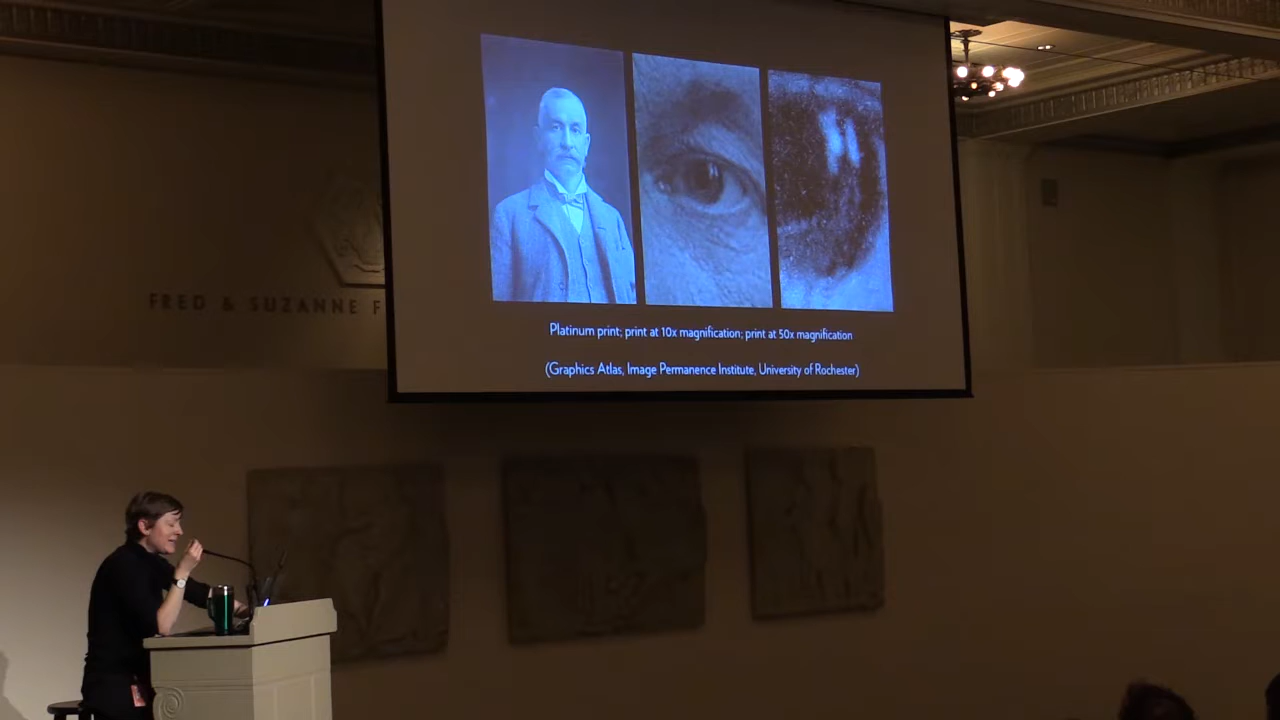 Platinum print; print at 10x magnification; print at 50x magnification
(Graphics Atlas, Image Permanence Institute, University of Rochester)
FRED & SUZANNE F